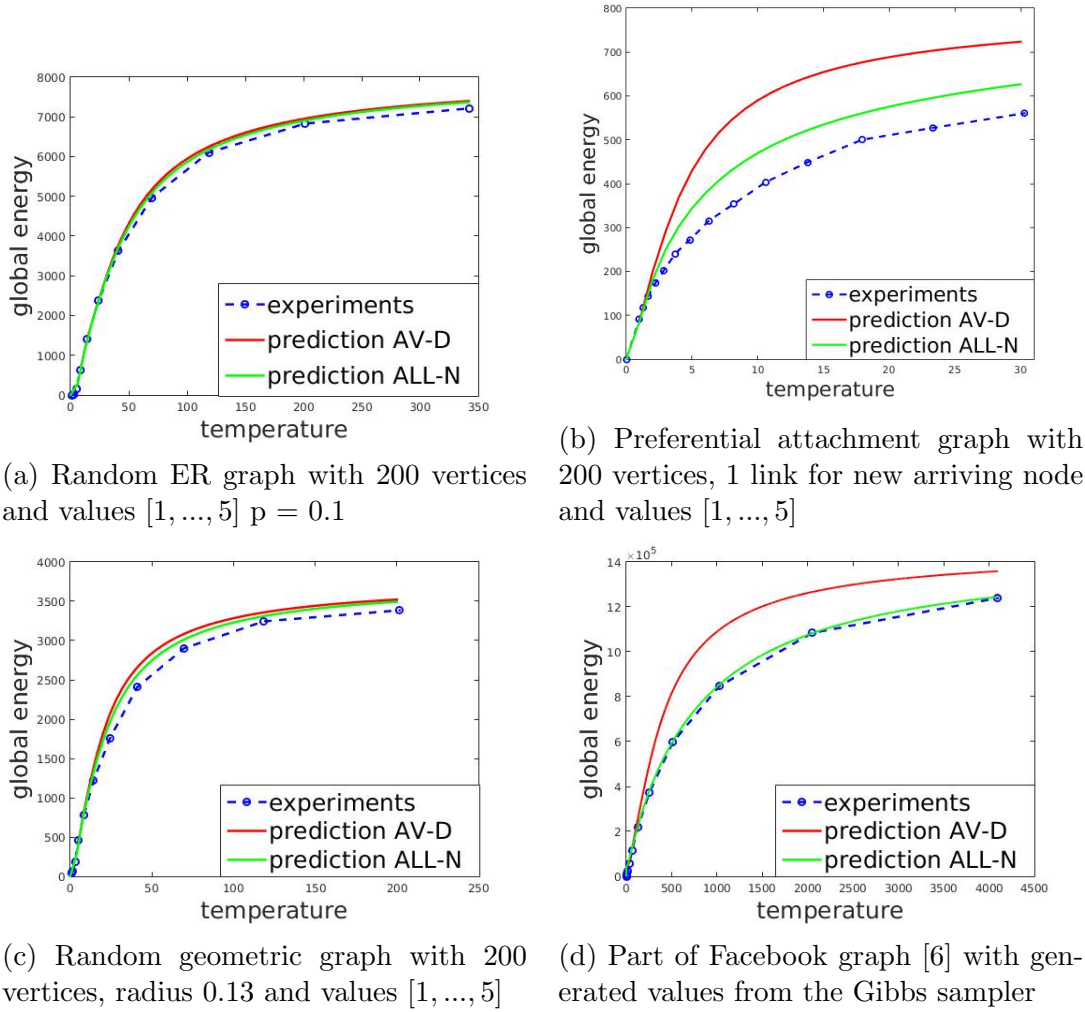 8000
7000
6000
5000
4000
3000
2000
1000
0
global energy
0 50 100 150 200 250 300 350
temperature
experiments
prediction AV-D
prediction ALL-N
(a) Random ER graph with 200 vertices
and values [1, ..., 5] p = 0.1
800
700
600
500
400
300
200
100
0
global energy
0 5 10 15 20 25 30
temperature
experiments
prediction AV-D
prediction ALL-N
(b) Preferential attachment graph with
200 vertices, 1 link for new arriving node
and values [1, ..., 5]
4000
3500
3000
2500
2000
1500
1000
500
0
global energy
0 50 100 150 200 250
temperature
experiments
prediction AV-D
prediction ALL-N
(c) Random geometric graph with 200
vertices, radius 0.13 and values [1, ..., 5]
×10⁵
14
12
10
8
6
4
2
0
global energy
0 500 1000 1500 2000 2500 3000 3500 4000 4500
temperature
experiments
prediction AV-D
prediction ALL-N
(d) Part of Facebook graph [6] with gen-
erated values from the Gibbs sampler